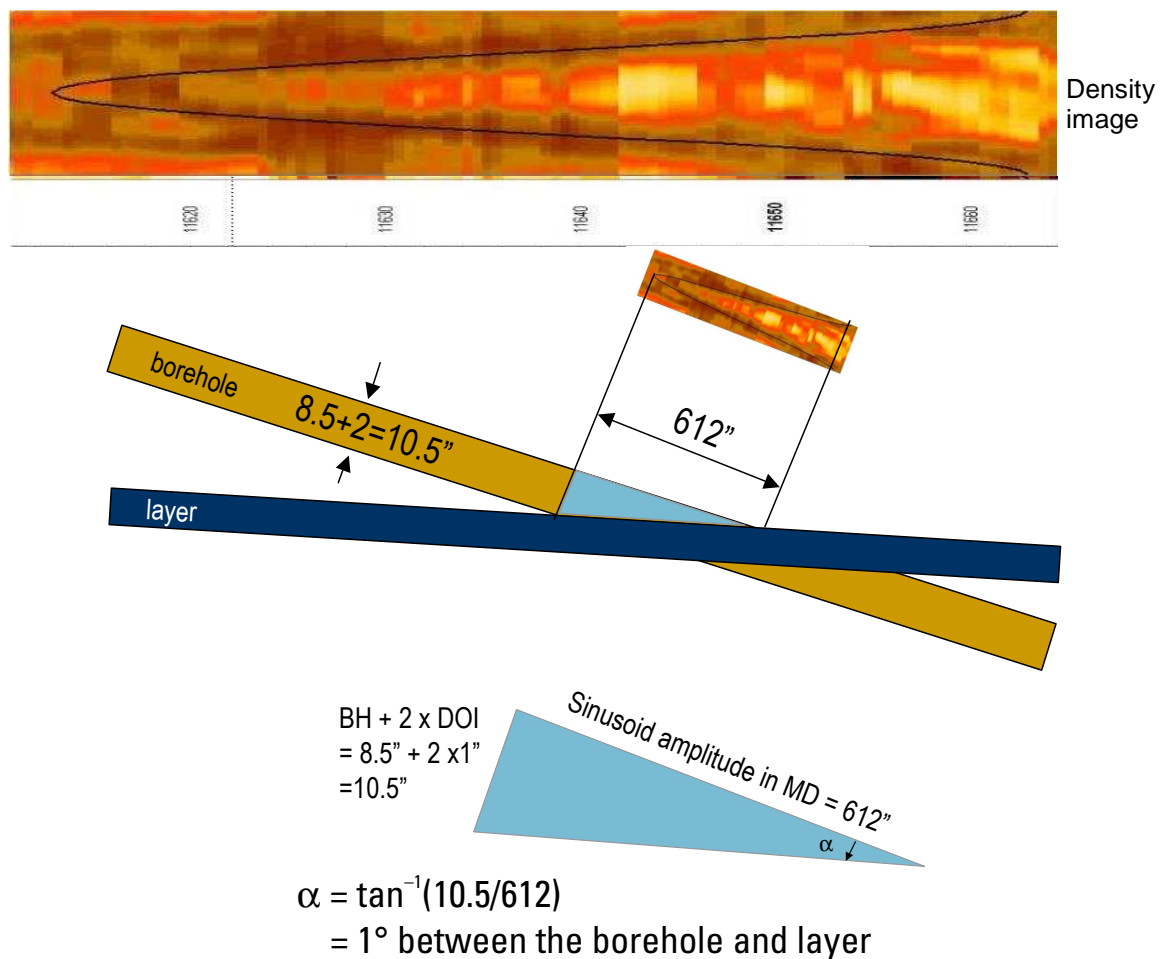 Density
image
11620
11630
11640
11650
11660
borehole
8.5+2=10.5”
612”
layer
BH + 2 x DOI
= 8.5” + 2 x1”
=10.5”
Sinusoid amplitude in MD = 612”
α
α = tan⁻¹(10.5/612)
= 1° between the borehole and layer